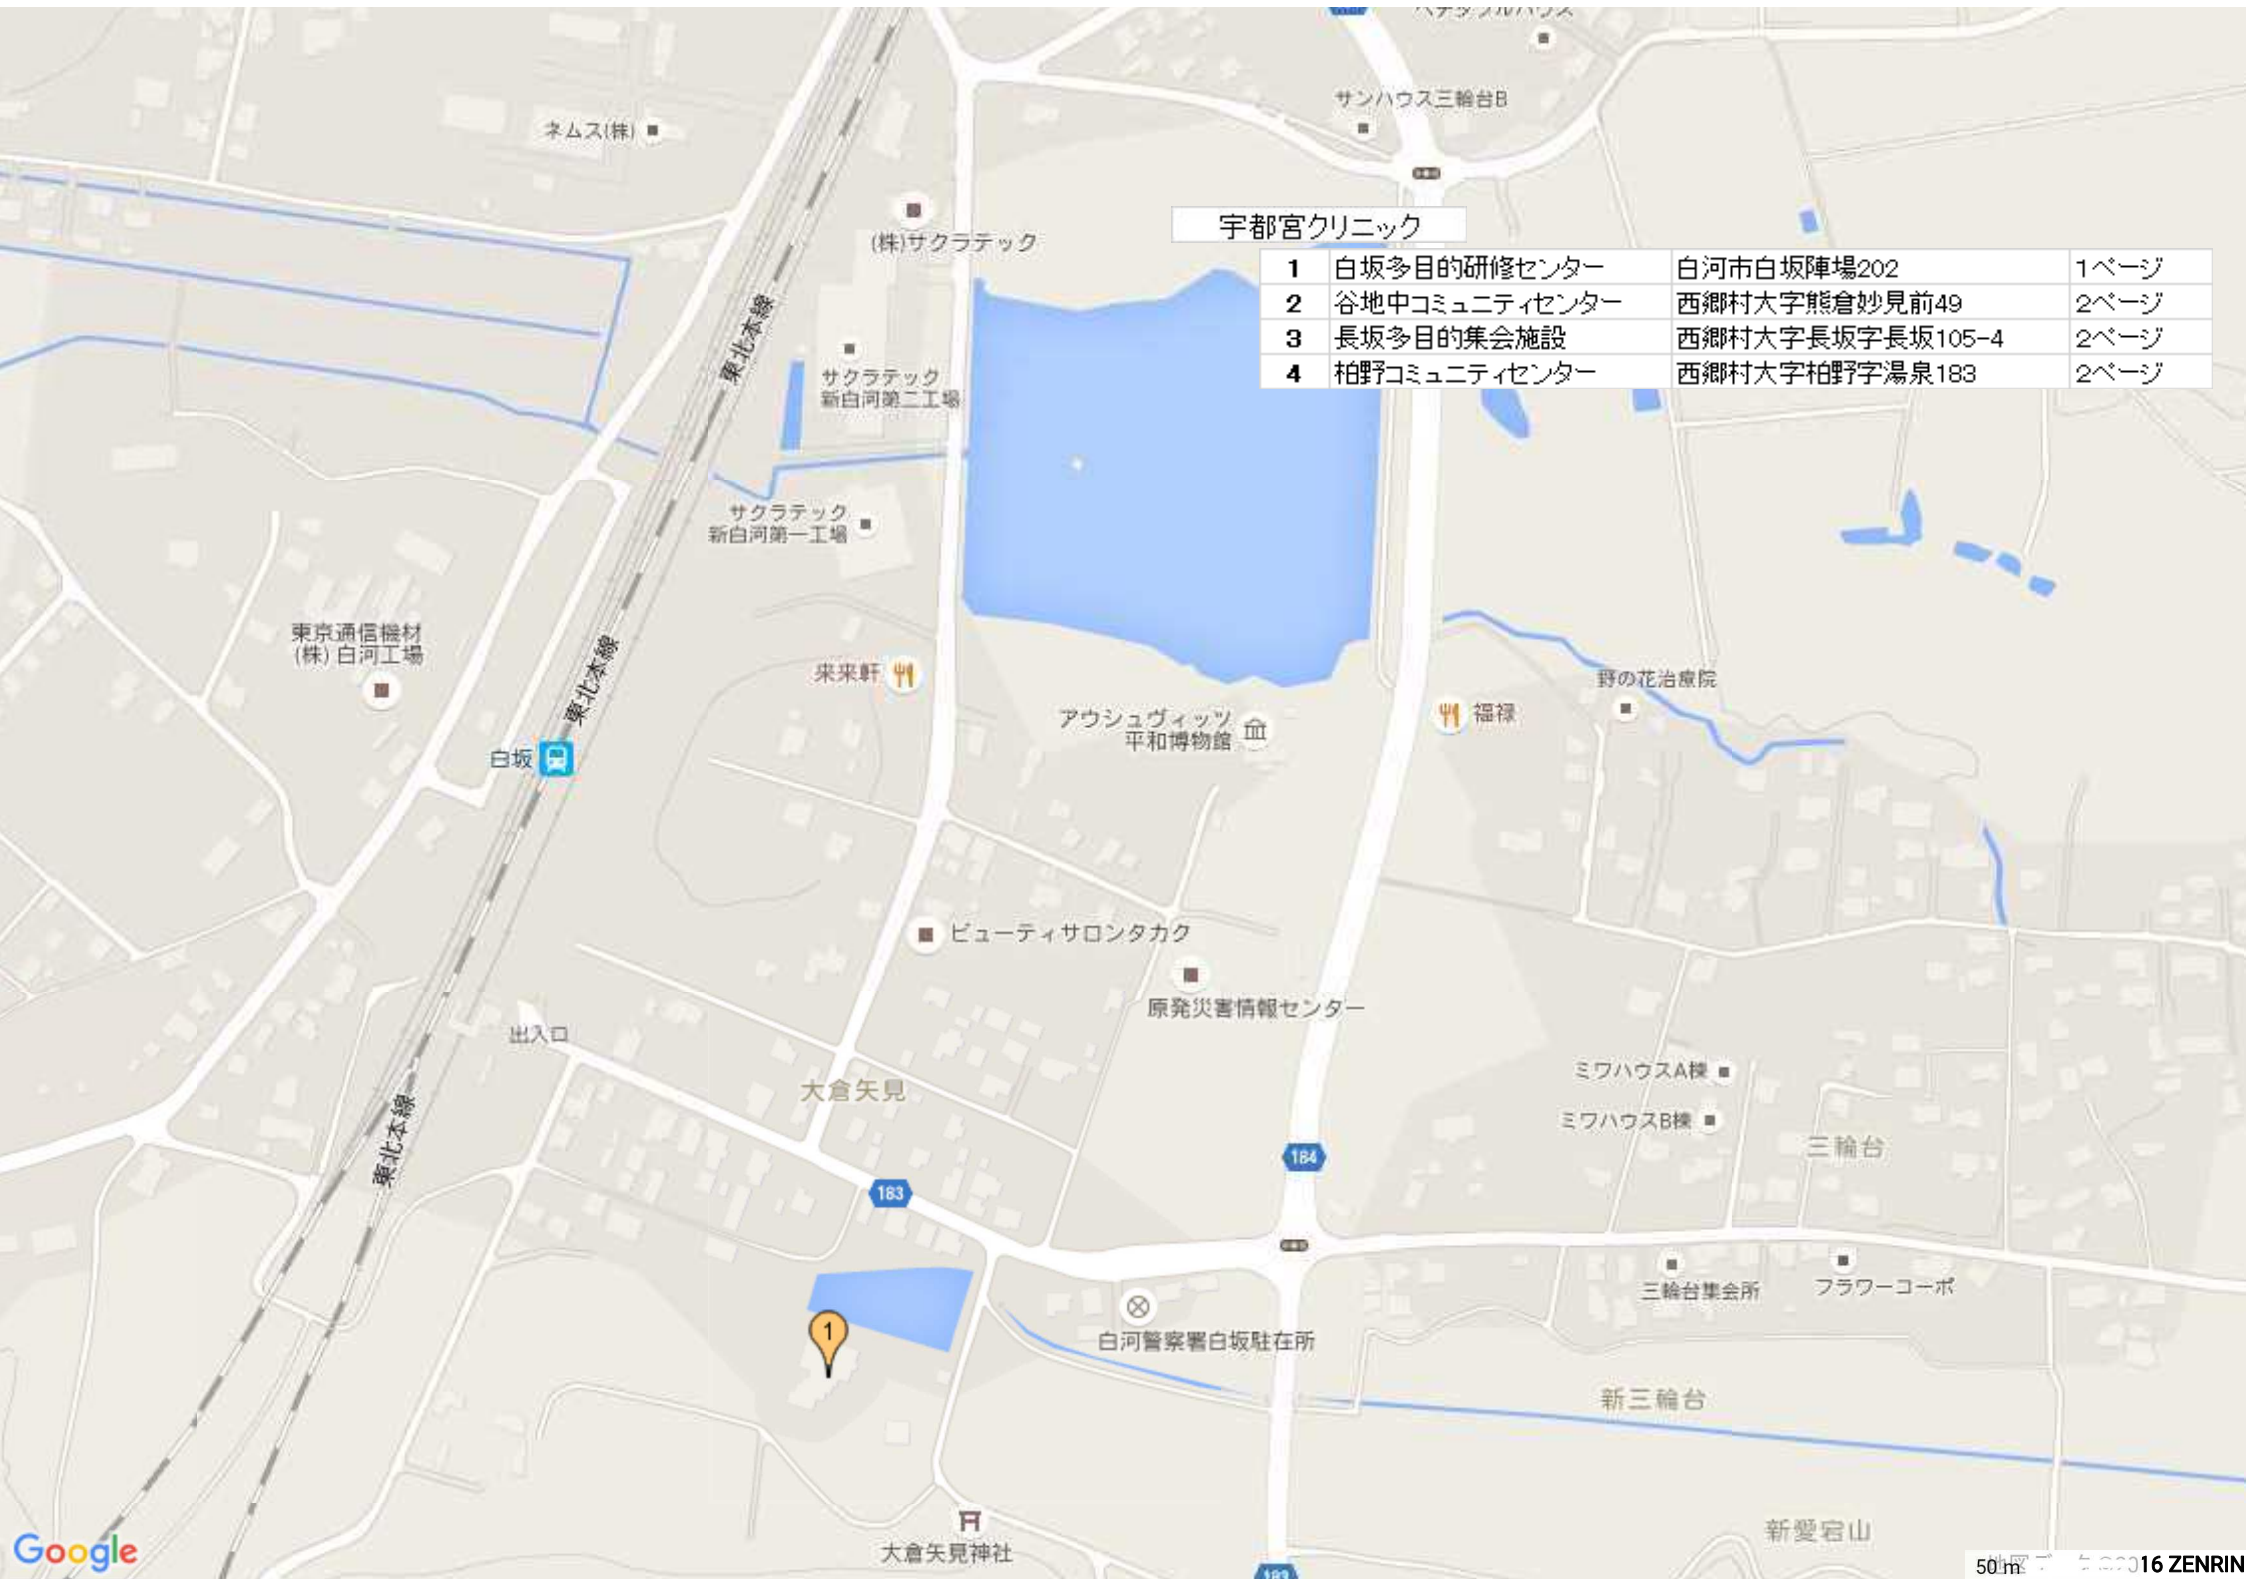 サンハウス三輪台B
ネムス(株)
(株)サクラテック
宇都宮クリニック
1 白坂多目的研修センター 白河市白坂陣場202 1ページ
2 谷地中コミュニティセンター 西郷村大字熊倉妙見前49 2ページ
3 長坂多目的集会施設 西郷村大字長坂字長坂105-4 2ページ
4 柏野コミュニティセンター 西郷村大字柏野字湯泉183 2ページ
東北本線
サクラテック
新白河第二工場
サクラテック
新白河第一工場
東京通信機材
(株)白河工場
東北本線
来来軒
野の花治療院
アウシュヴィッツ
平和博物館
福禄
白坂
ビューティサロンタカク
原発災害情報センター
出入口
大倉矢見
ミワハウスA棟
ミワハウスB棟
東北本線
三輪台
184
183
三輪台集会所
フラワーコーポ
1
白河警察署白坂駐在所
新三輪台
新愛宕山
大倉矢見神社
Google
50 m
16 ZENRIN